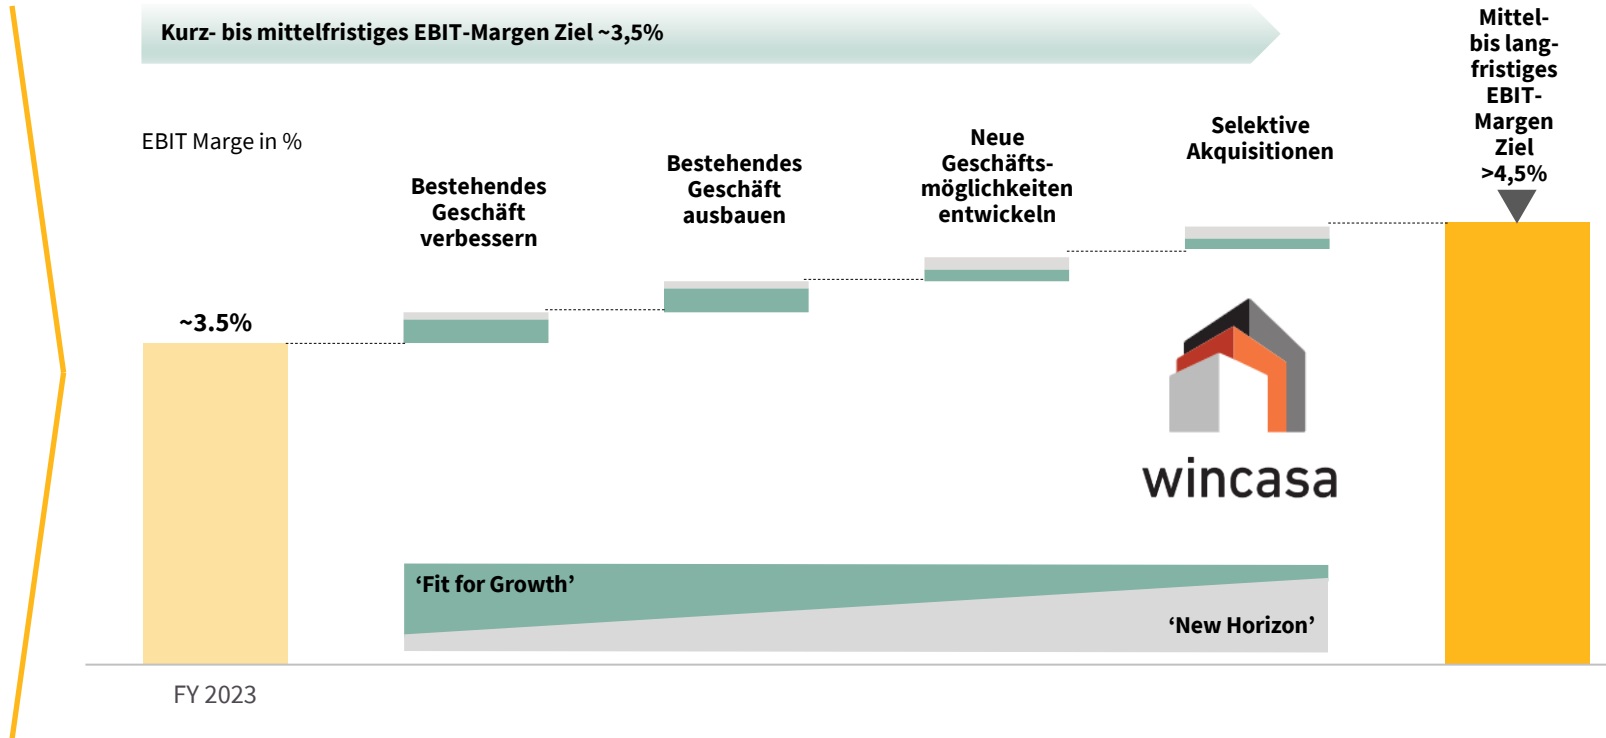 Kurz- bis mittelfristiges EBIT-Margen Ziel ~3,5%
Mittel-
bis lang-
fristiges
EBIT-
Margen
Ziel
>4,5%
EBIT Marge in %
Bestehendes
Geschäft
verbessern
Bestehendes
Geschäft
ausbauen
Neue
Geschäfts-
möglichkeiten
entwickeln
Selektive
Akquisitionen
~3.5%
wincasa
‘Fit for Growth’
‘New Horizon’
FY 2023